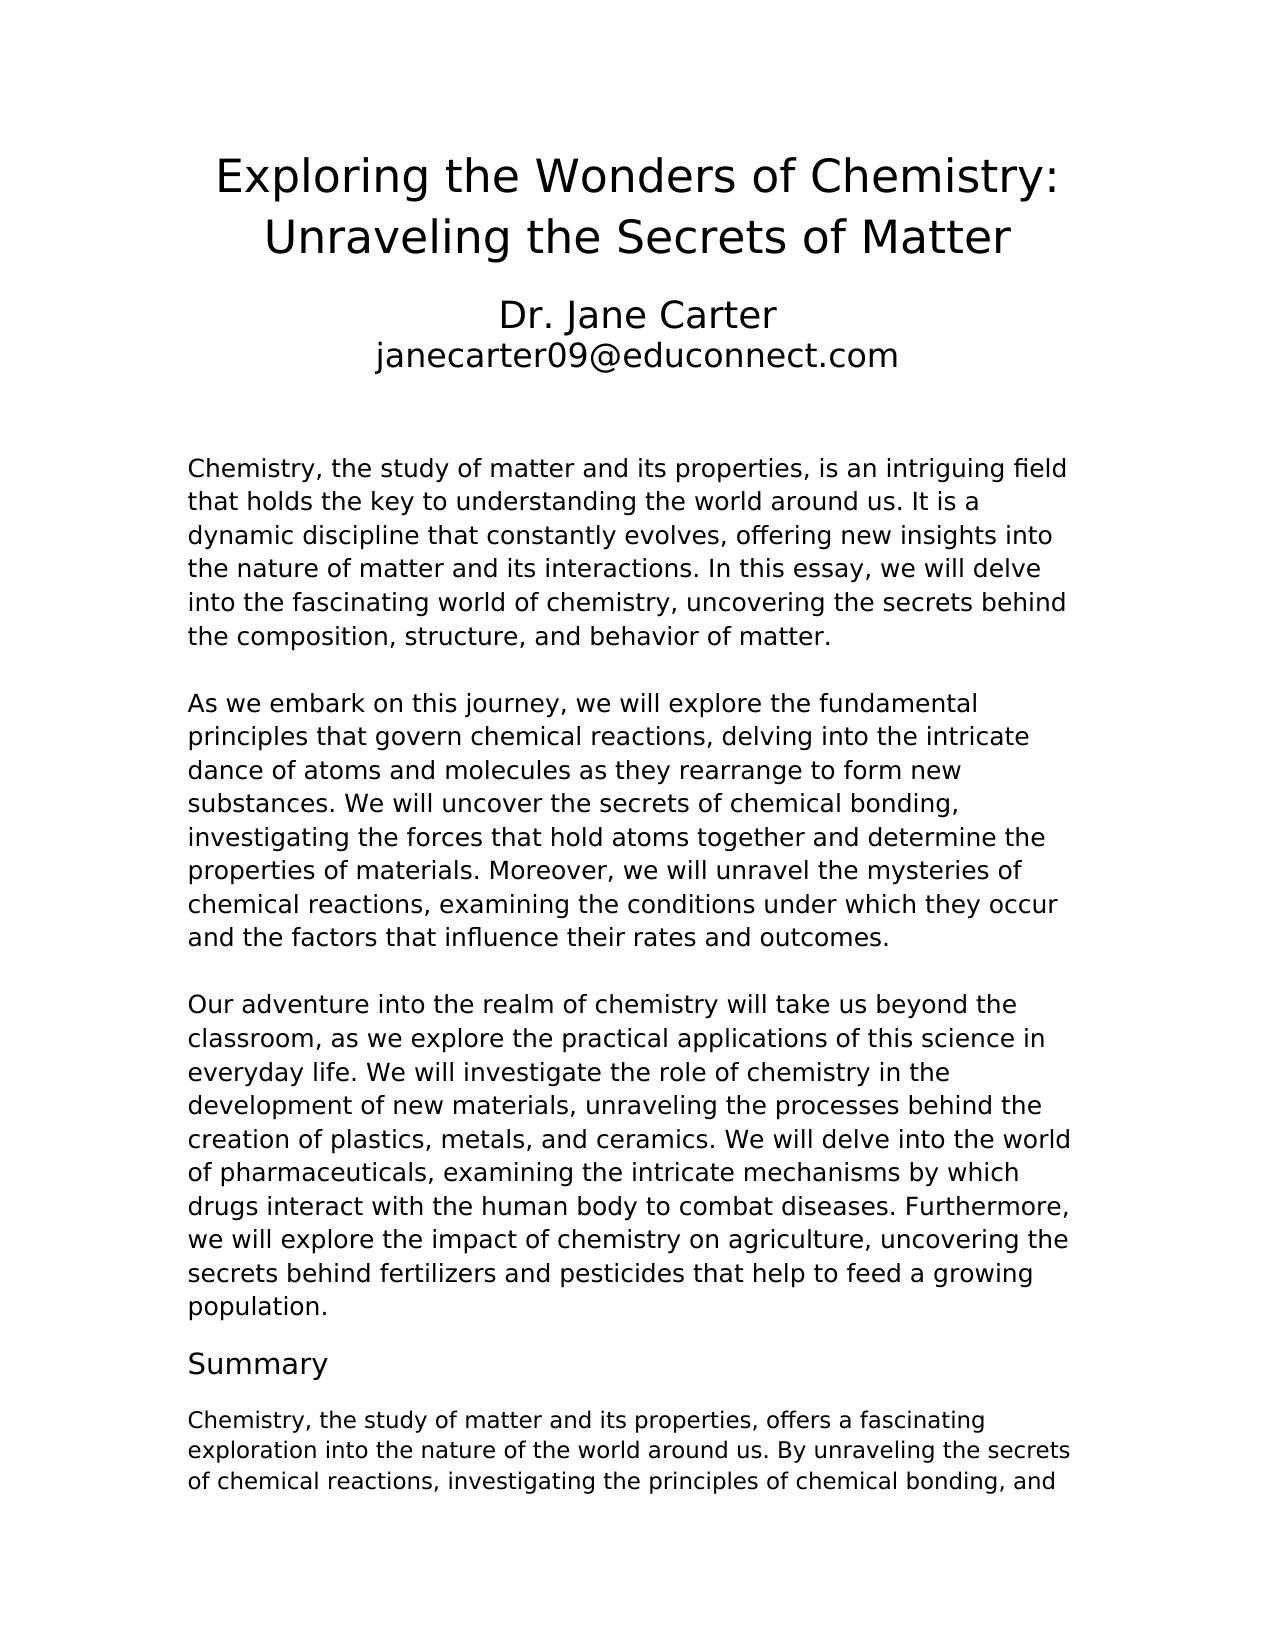 Exploring the Wonders of Chemistry:
Unraveling the Secrets of Matter
Dr. Jane Carter
janecarter09@educonnect.com
Chemistry, the study of matter and its properties, is an intriguing field
that holds the key to understanding the world around us. It is a
dynamic discipline that constantly evolves, offering new insights into
the nature of matter and its interactions. In this essay, we will delve
into the fascinating world of chemistry, uncovering the secrets behind
the composition, structure, and behavior of matter.
As we embark on this journey, we will explore the fundamental
principles that govern chemical reactions, delving into the intricate
dance of atoms and molecules as they rearrange to form new
substances. We will uncover the secrets of chemical bonding,
investigating the forces that hold atoms together and determine the
properties of materials. Moreover, we will unravel the mysteries of
chemical reactions, examining the conditions under which they occur
and the factors that influence their rates and outcomes.
Our adventure into the realm of chemistry will take us beyond the
classroom, as we explore the practical applications of this science in
everyday life. We will investigate the role of chemistry in the
development of new materials, unraveling the processes behind the
creation of plastics, metals, and ceramics. We will delve into the world
of pharmaceuticals, examining the intricate mechanisms by which
drugs interact with the human body to combat diseases. Furthermore,
we will explore the impact of chemistry on agriculture, uncovering the
secrets behind fertilizers and pesticides that help to feed a growing
population.
Summary
Chemistry, the study of matter and its properties, offers a fascinating
exploration into the nature of the world around us. By unraveling the secrets
of chemical reactions, investigating the principles of chemical bonding, and